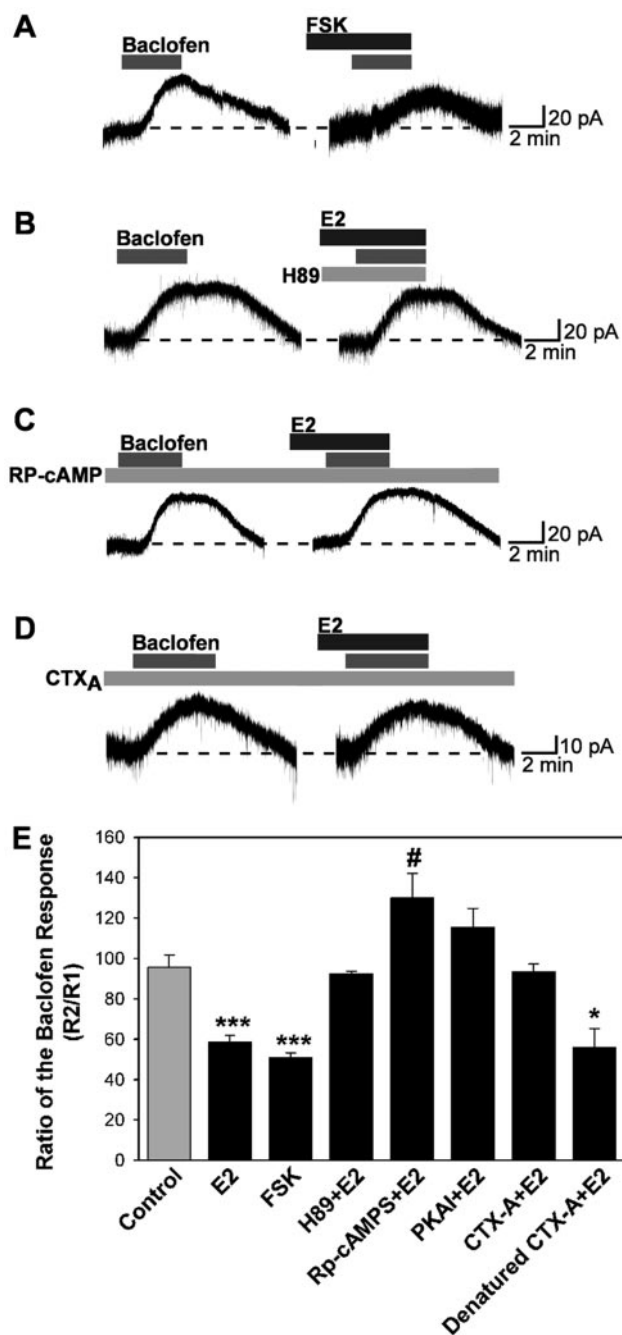 A
FSK
Baclofen
20 pA
2 min
B
E2
Baclofen
H89
20 pA
2 min
C
E2
Baclofen
RP-cAMP
20 pA
2 min
D
E2
Baclofen
CTXA
10 pA
2 min
E
Ratio of the Baclofen Response
(R2/R1)
160
140
120
100
80
60
40
20
0
***
***
#
*
Control
E2
FSK
H89+E2
Rp-cAMPS+E2
PKAI+E2
CTX-A+E2
Denatured CTX-A+E2